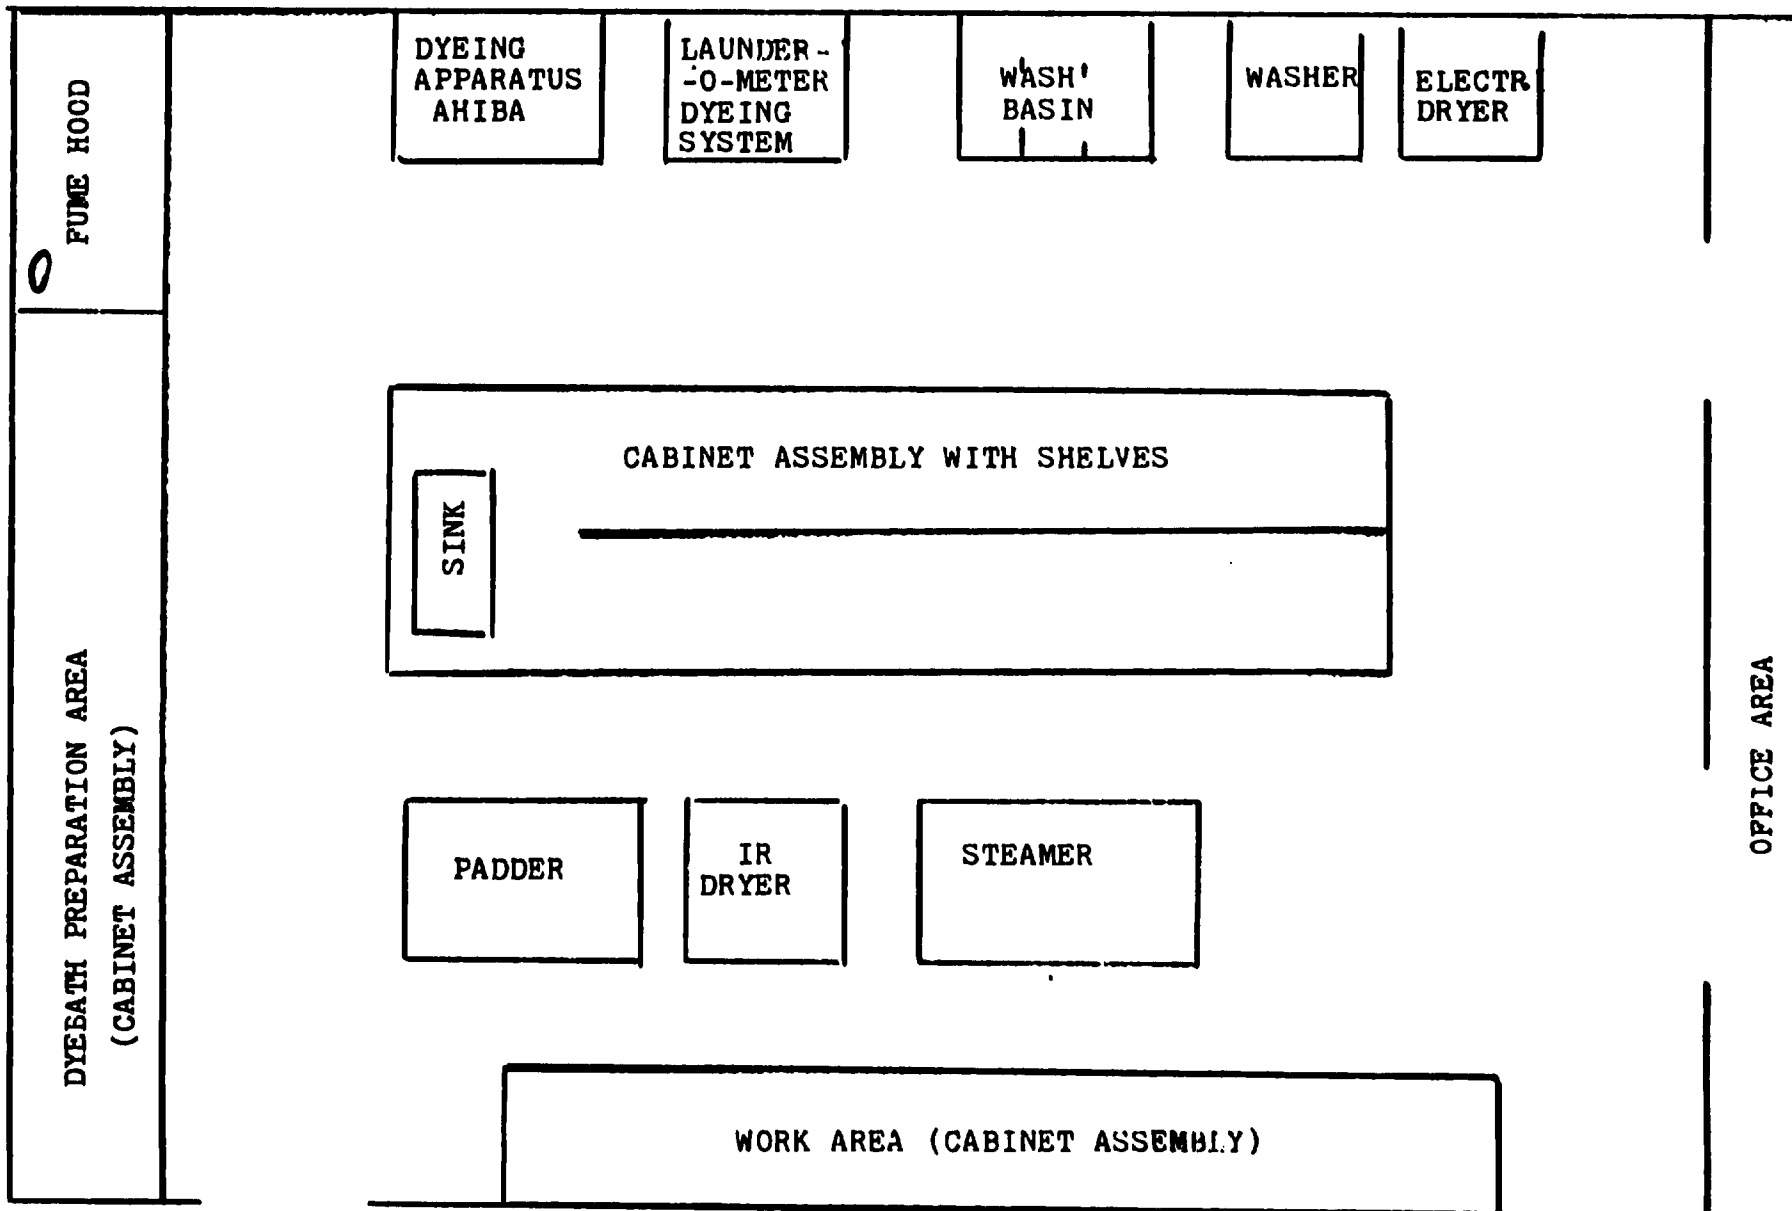 FUME HOOD
DYEING
APPARATUS
AHIBA
LAUNDER-
-O-METER
DYEING
SYSTEM
WASH
BASIN
WASHER
ELECTR
DRYER
CABINET ASSEMBLY WITH SHELVES
SINK
DYEBATH PREPARATION AREA
(CABINET ASSEMBLY)
PADDER
IR
DRYER
STEAMER
OFFICE AREA
WORK AREA (CABINET ASSEMBLY)